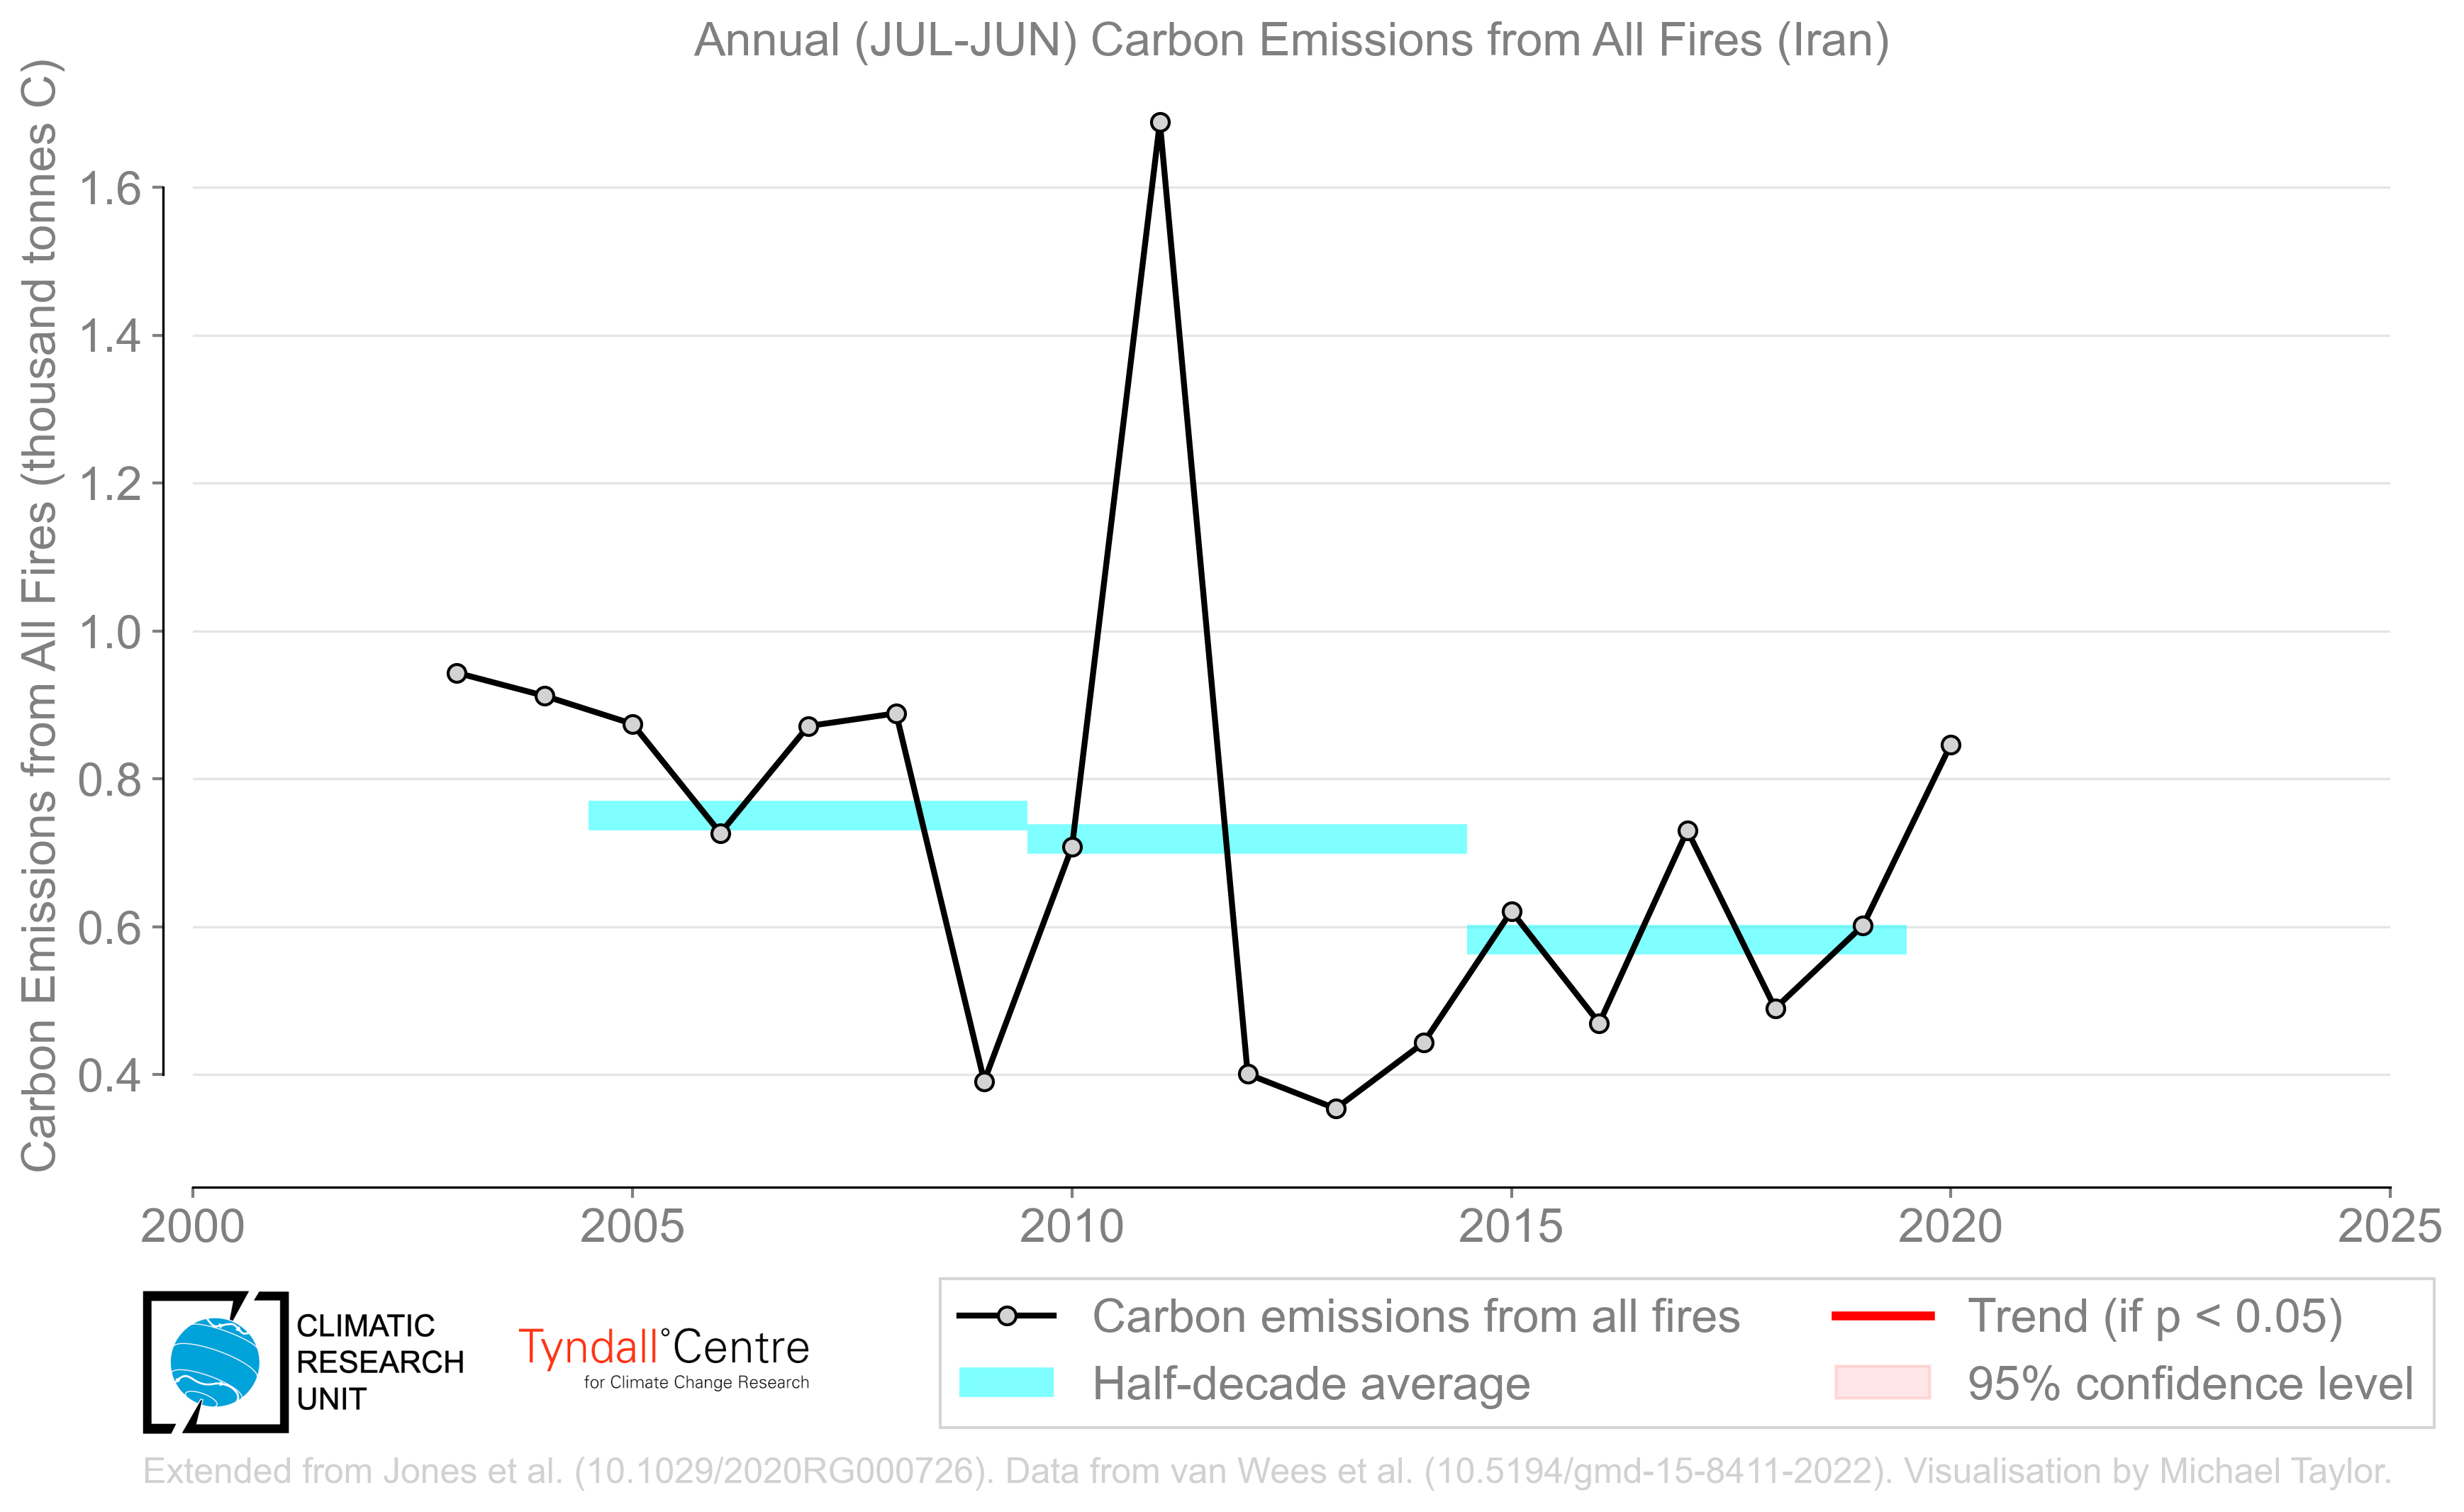 Annual (JUL-JUN) Carbon Emissions from All Fires (Iran)
Carbon Emissions from All Fires (thousand tonnes C)
1.6
1.4
1.2
1.0
0.8
0.6
0.4
2000
2005
2010
2015
2020
2025
CLIMATIC
RESEARCH
UNIT
Tyndall°Centre
for Climate Change Research
Carbon emissions from all fires
Half-decade average
Trend (if p < 0.05)
95% confidence level
Extended from Jones et al. (10.1029/2020RG000726). Data from van Wees et al. (10.5194/gmd-15-8411-2022). Visualisation by Michael Taylor.